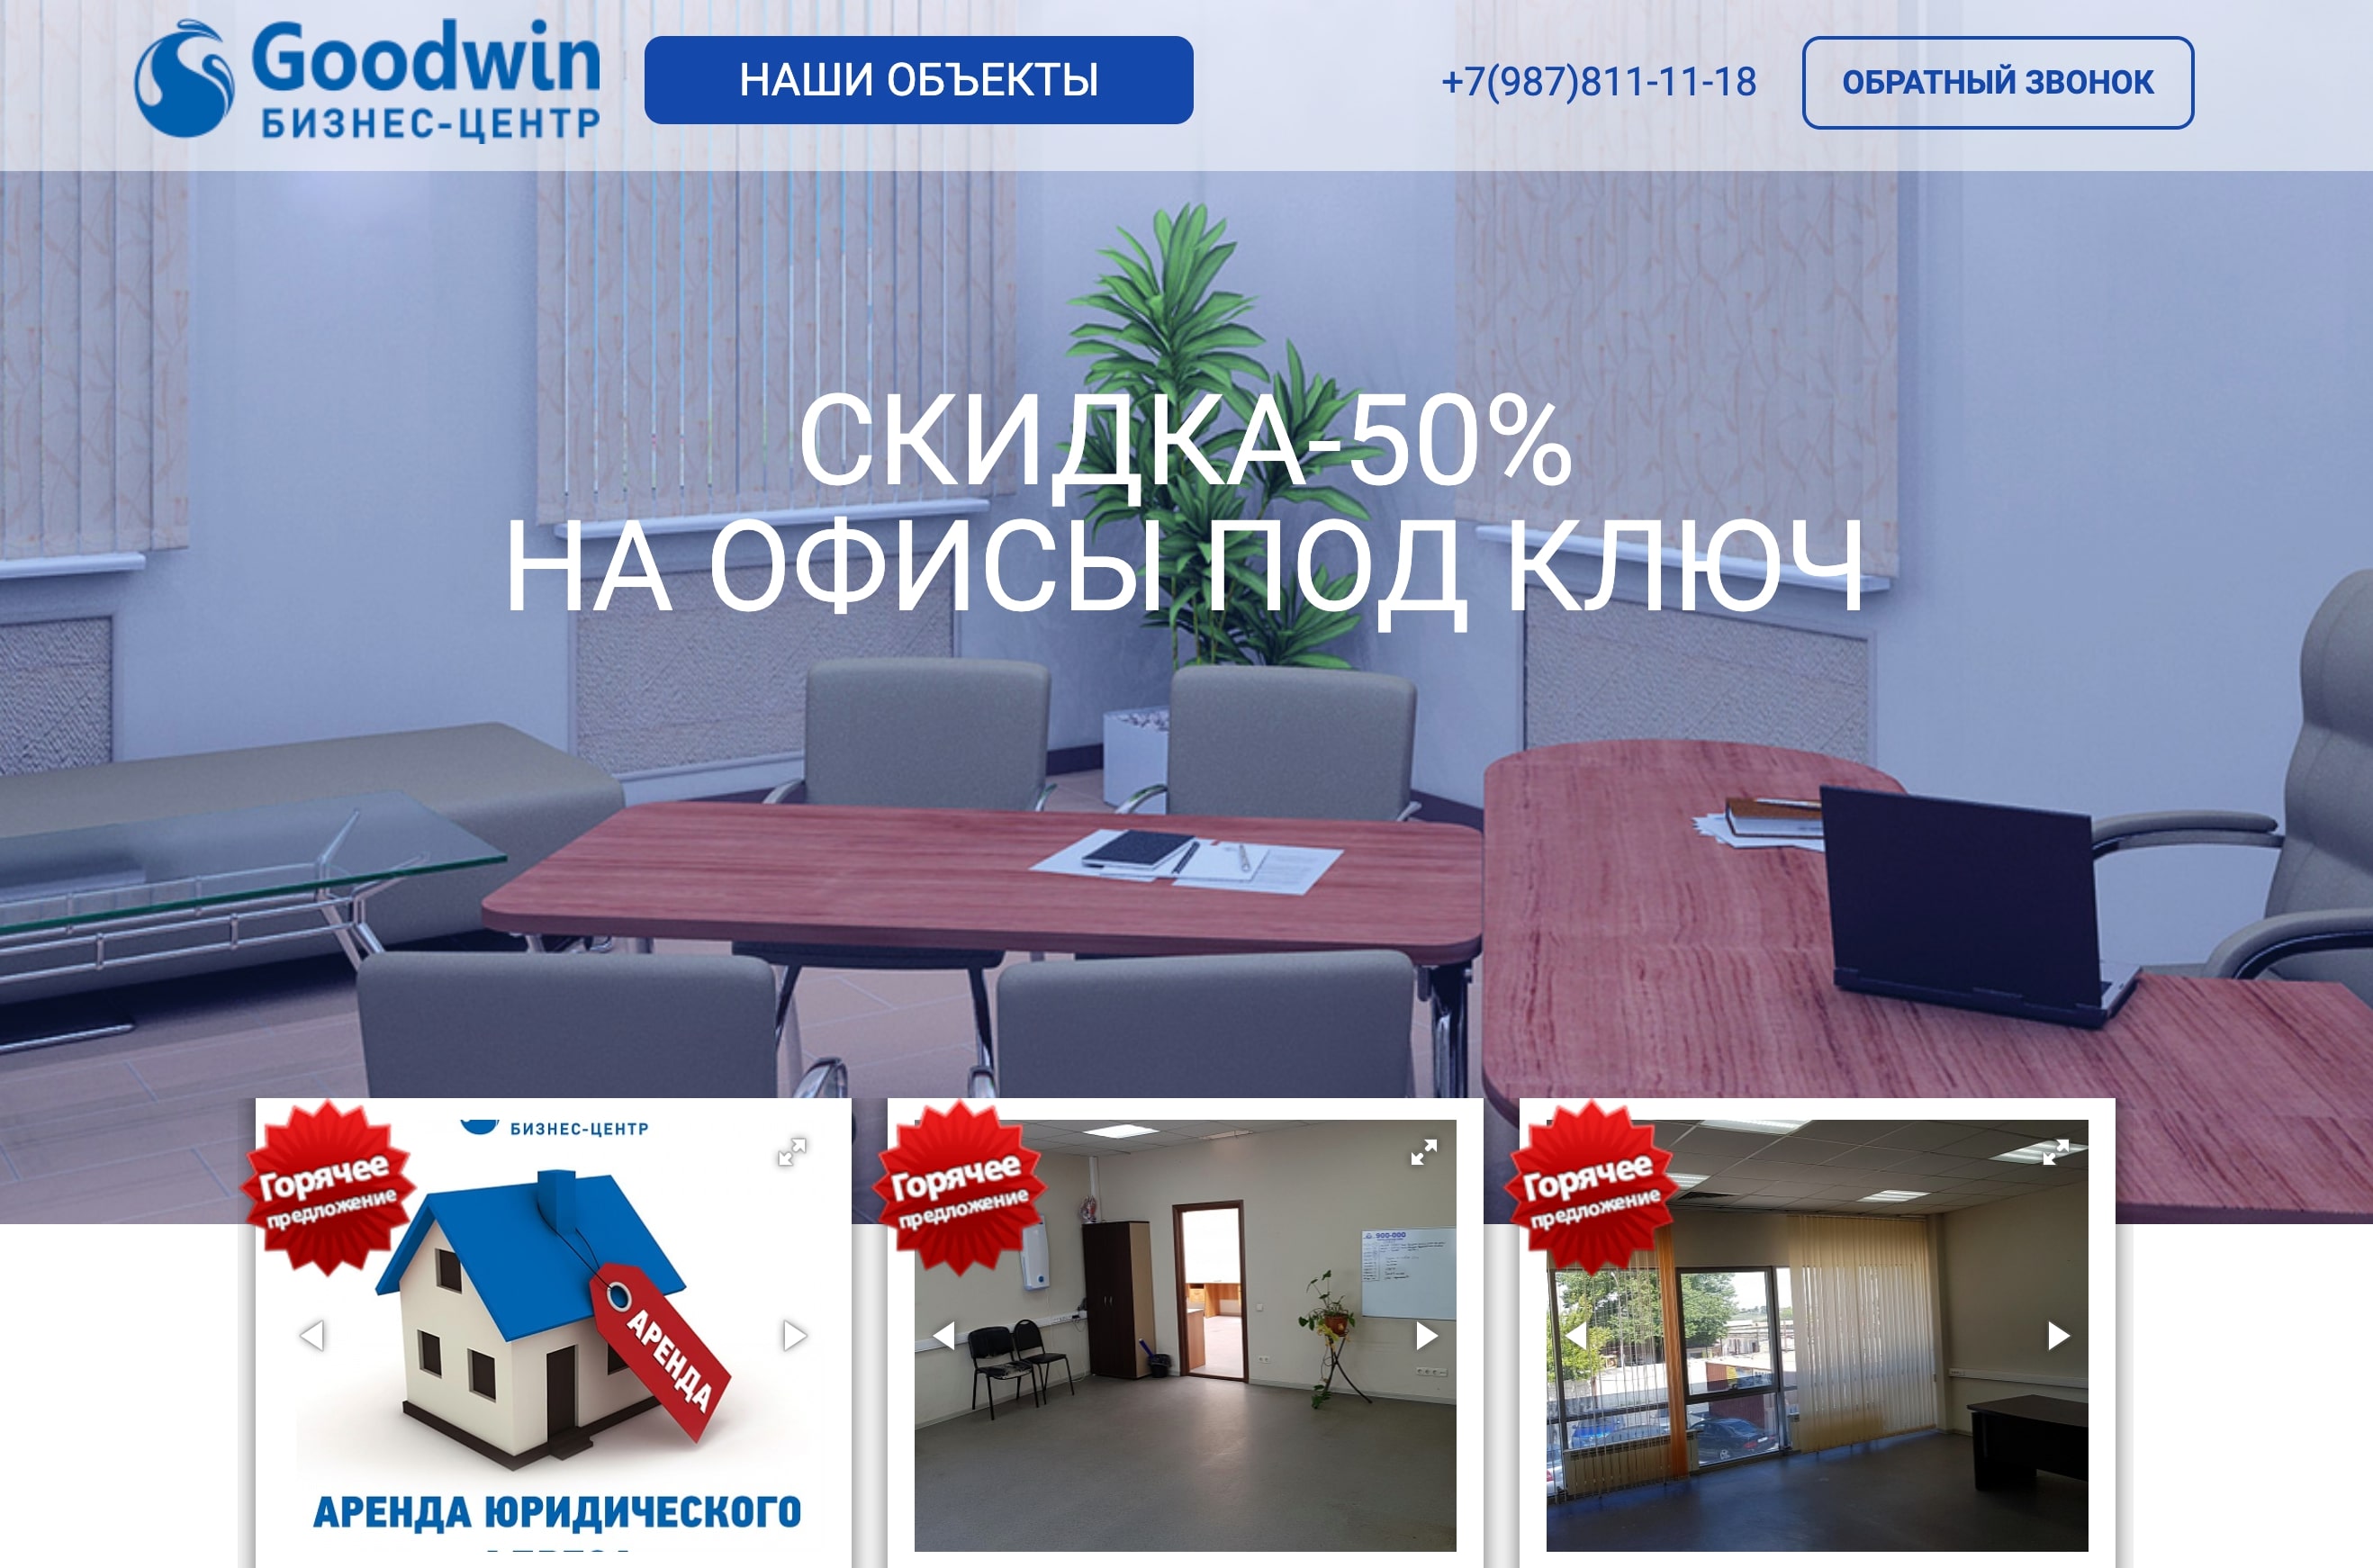 Goodwin
БИЗНЕС-ЦЕНТР
НАШИ ОБЪЕКТЫ
+7(987)811-11-18
ОБРАТНЫЙ ЗВОНОК
СКИДКА-50%
НА ОФИСЫ ПОД КЛЮЧ
БИЗНЕС-ЦЕНТР
Горячее
предложение
АРЕНДА
АРЕНДА ЮРИДИЧЕСКОГО
Горячее
предложение
Горячее
предложение